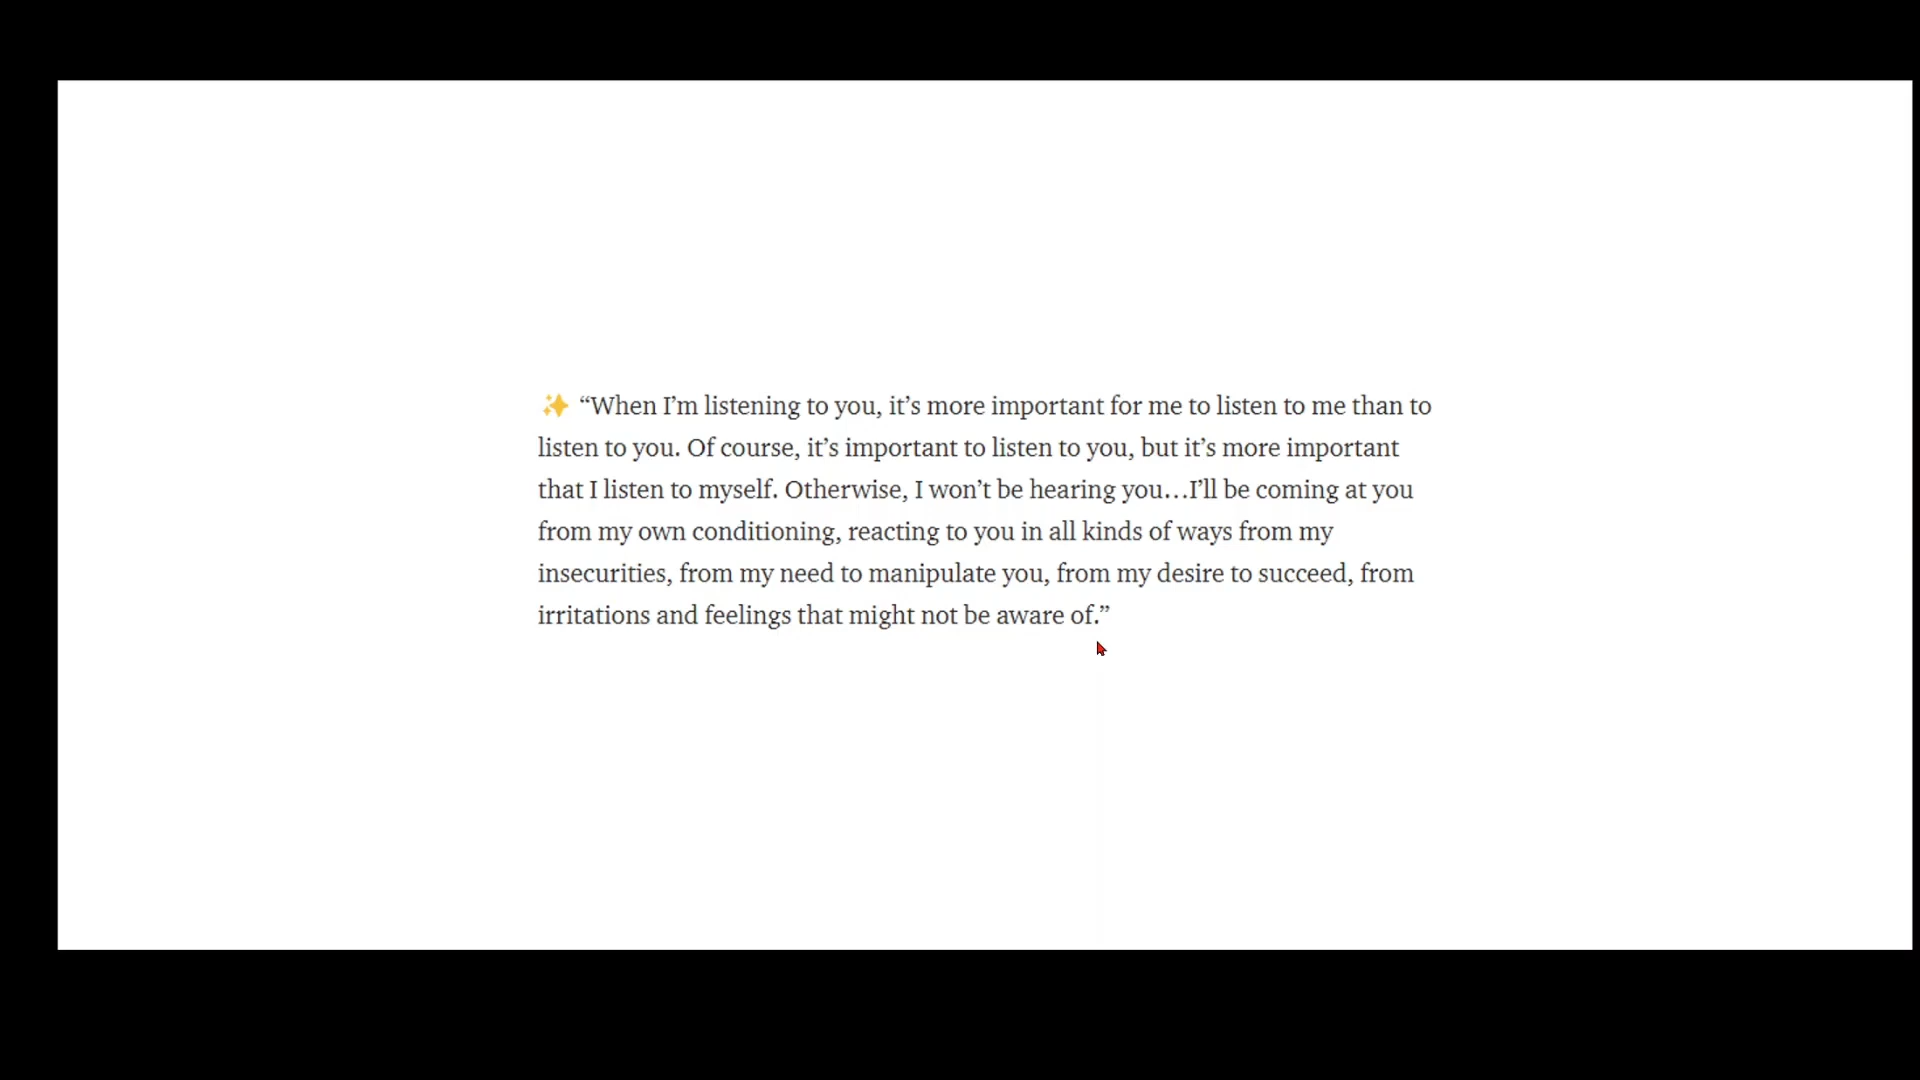 ✨ “When I’m listening to you, it’s more important for me to listen to me than to
listen to you. Of course, it’s important to listen to you, but it’s more important
that I listen to myself. Otherwise, I won’t be hearing you…I’ll be coming at you
from my own conditioning, reacting to you in all kinds of ways from my
insecurities, from my need to manipulate you, from my desire to succeed, from
irritations and feelings that might not be aware of.”